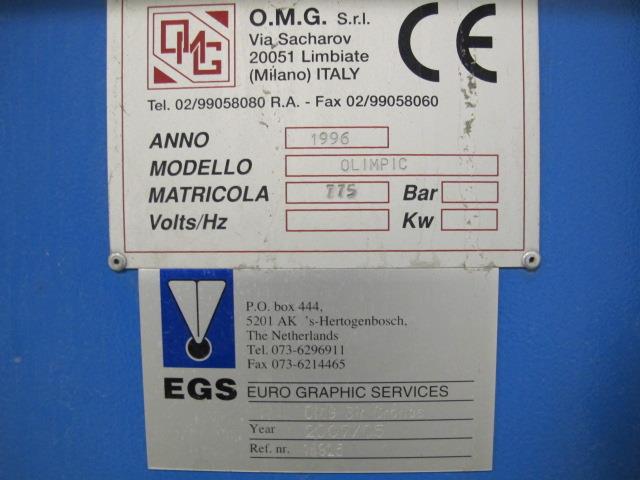 OMG
O.M.G. S.r.l.
Via Sacharov
20051 Limbiate
(Milano) ITALY
CE
Tel. 02/99058080 R.A. - Fax 02/99058060
ANNO 1996
MODELLO OLIMPIC
MATRICOLA 775 Bar
Volts/Hz Kw
P.O. box 444,
5201 AK 's-Hertogenbosch,
The Netherlands
Tel. 073-6296911
Fax 073-6214465
EGS EURO GRAPHIC SERVICES
Year
Ref. nr.